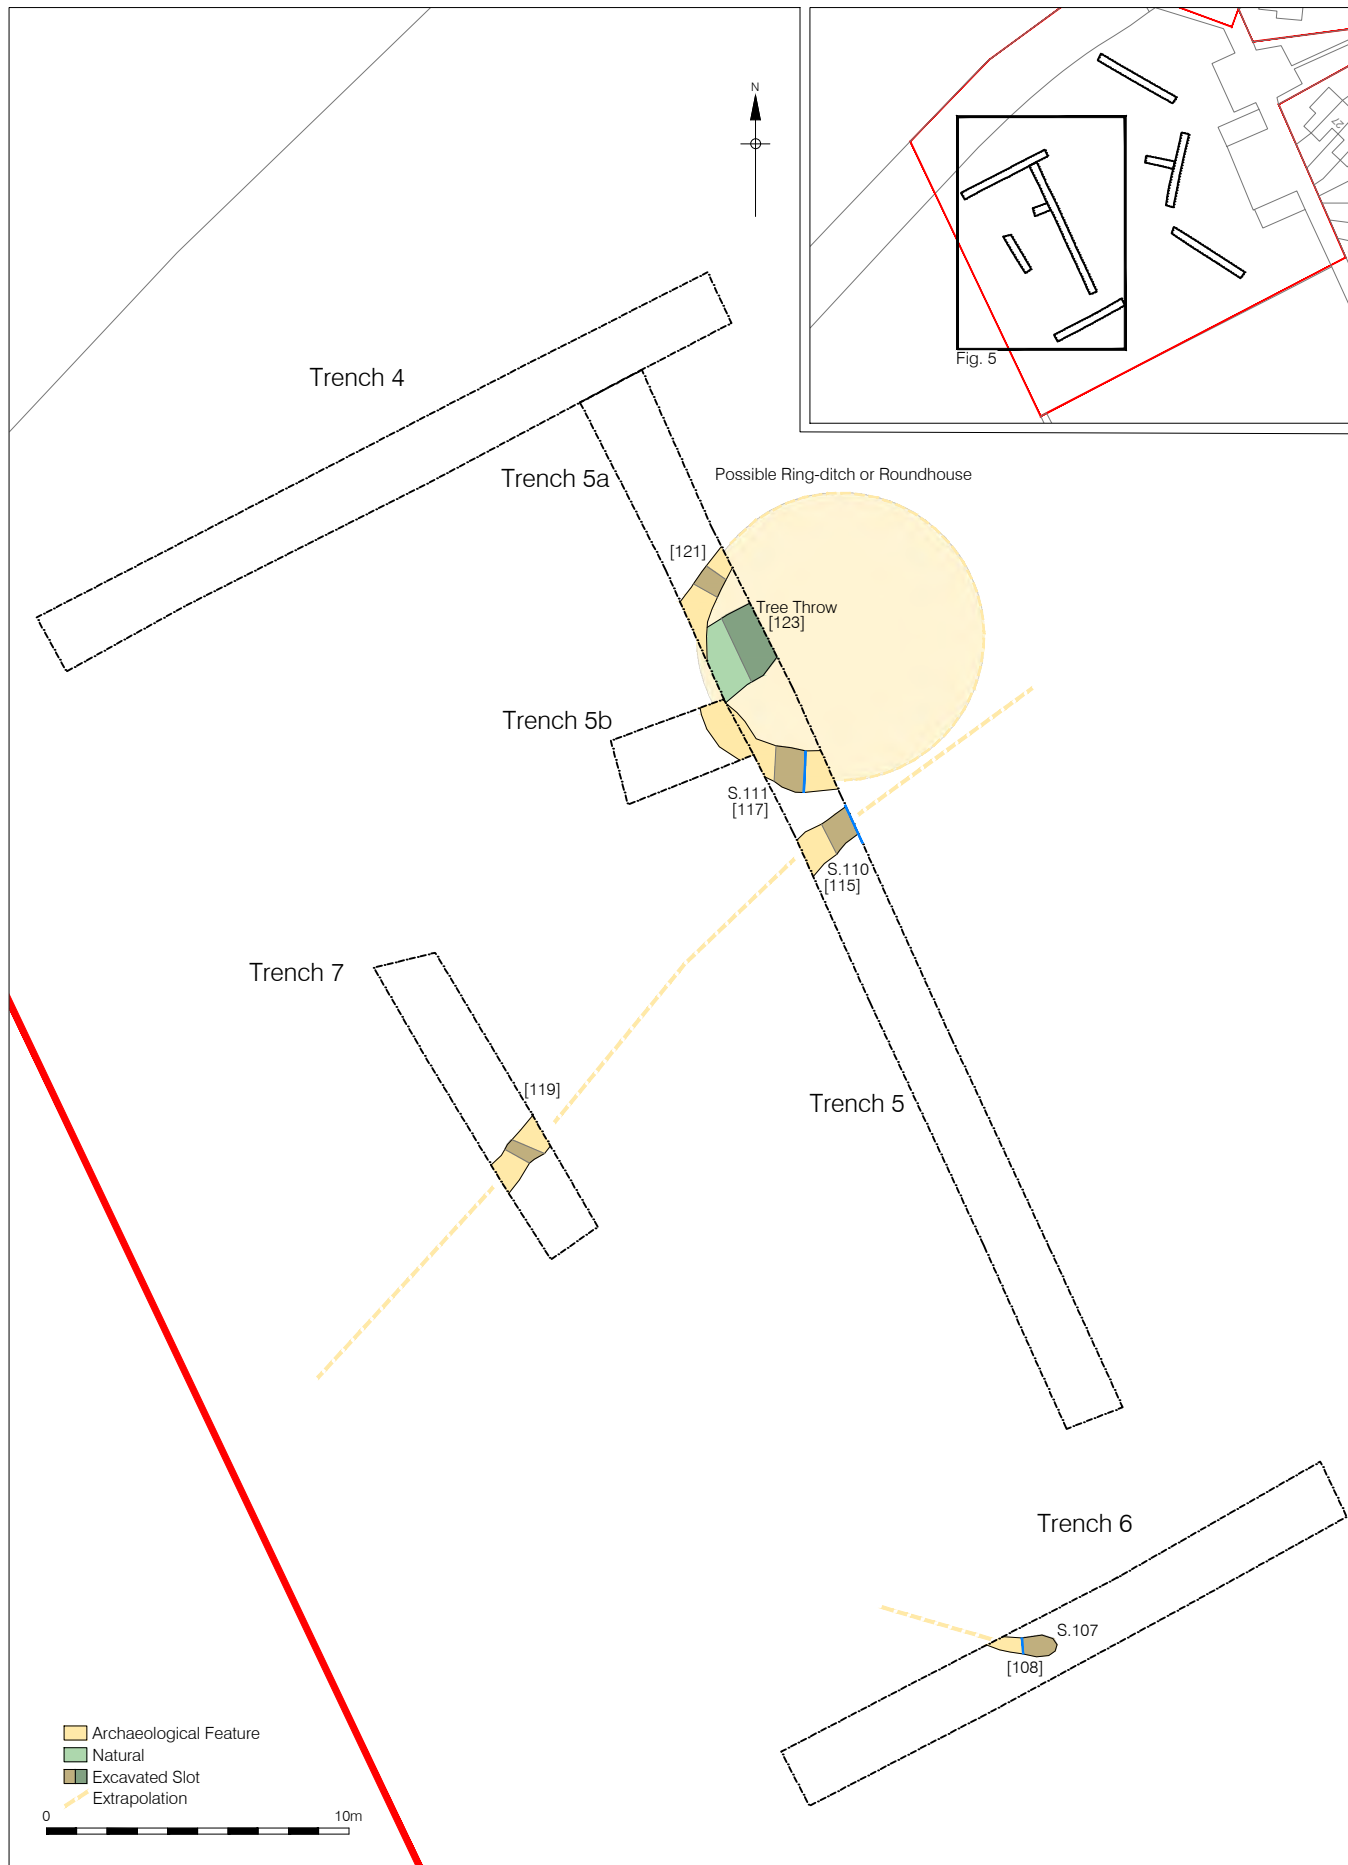 N
27
Fig. 5
Trench 4
Trench 5a
Possible Ring-ditch or Roundhouse
[121]
Tree Throw
[123]
Trench 5b
S.111
[117]
S.110
[115]
Trench 7
[119]
Trench 5
Trench 6
S.107
[108]
Archaeological Feature
Natural
Excavated Slot
Extrapolation
0 10m